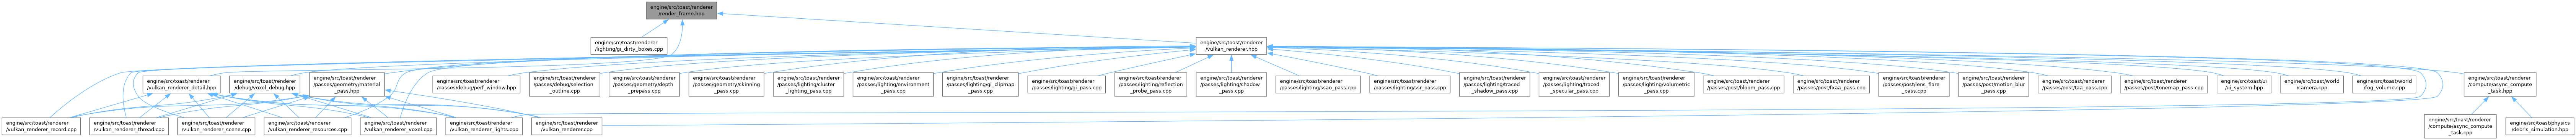 engine/src/toast/renderer
/render_frame.hpp
engine/src/toast/renderer
/lighting/gi_dirty_boxes.cpp
engine/src/toast/renderer
/vulkan_renderer.hpp
engine/src/toast/renderer
/vulkan_renderer_detail.hpp
engine/src/toast/renderer
/debug/voxel_debug.hpp
engine/src/toast/renderer
/passes/geometry/material
_pass.hpp
engine/src/toast/renderer
/passes/debug/perf_window.hpp
engine/src/toast/renderer
/passes/debug/selection
_outline.cpp
engine/src/toast/renderer
/passes/geometry/depth
_prepass.cpp
engine/src/toast/renderer
/passes/geometry/skinning
_pass.cpp
engine/src/toast/renderer
/passes/lighting/cluster
_lighting_pass.cpp
engine/src/toast/renderer
/passes/lighting/environment
_pass.cpp
engine/src/toast/renderer
/passes/lighting/gi_clipmap
_pass.cpp
engine/src/toast/renderer
/passes/lighting/gi_pass.cpp
engine/src/toast/renderer
/passes/lighting/reflection
_probe_pass.cpp
engine/src/toast/renderer
/passes/lighting/shadow
_pass.cpp
engine/src/toast/renderer
/passes/lighting/ssao_pass.cpp
engine/src/toast/renderer
/passes/lighting/ssr_pass.cpp
engine/src/toast/renderer
/passes/lighting/traced
_shadow_pass.cpp
engine/src/toast/renderer
/passes/lighting/traced
_specular_pass.cpp
engine/src/toast/renderer
/passes/lighting/volumetric
_pass.cpp
engine/src/toast/renderer
/passes/post/bloom_pass.cpp
engine/src/toast/renderer
/passes/post/fxaa_pass.cpp
engine/src/toast/renderer
/passes/post/lens_flare
_pass.cpp
engine/src/toast/renderer
/passes/post/motion_blur
_pass.cpp
engine/src/toast/renderer
/passes/post/taa_pass.cpp
engine/src/toast/renderer
/passes/post/tonemap_pass.cpp
engine/src/toast/ui
/ui_system.hpp
engine/src/toast/world
/camera.cpp
engine/src/toast/world
/fog_volume.cpp
engine/src/toast/renderer
/compute/async_compute
_task.hpp
engine/src/toast/renderer
/vulkan_renderer_record.cpp
engine/src/toast/renderer
/vulkan_renderer_thread.cpp
engine/src/toast/renderer
/vulkan_renderer_scene.cpp
engine/src/toast/renderer
/vulkan_renderer_resources.cpp
engine/src/toast/renderer
/vulkan_renderer_voxel.cpp
engine/src/toast/renderer
/vulkan_renderer_lights.cpp
engine/src/toast/renderer
/vulkan_renderer.cpp
engine/src/toast/renderer
/compute/async_compute
_task.cpp
engine/src/toast/physics
/debris_simulation.hpp